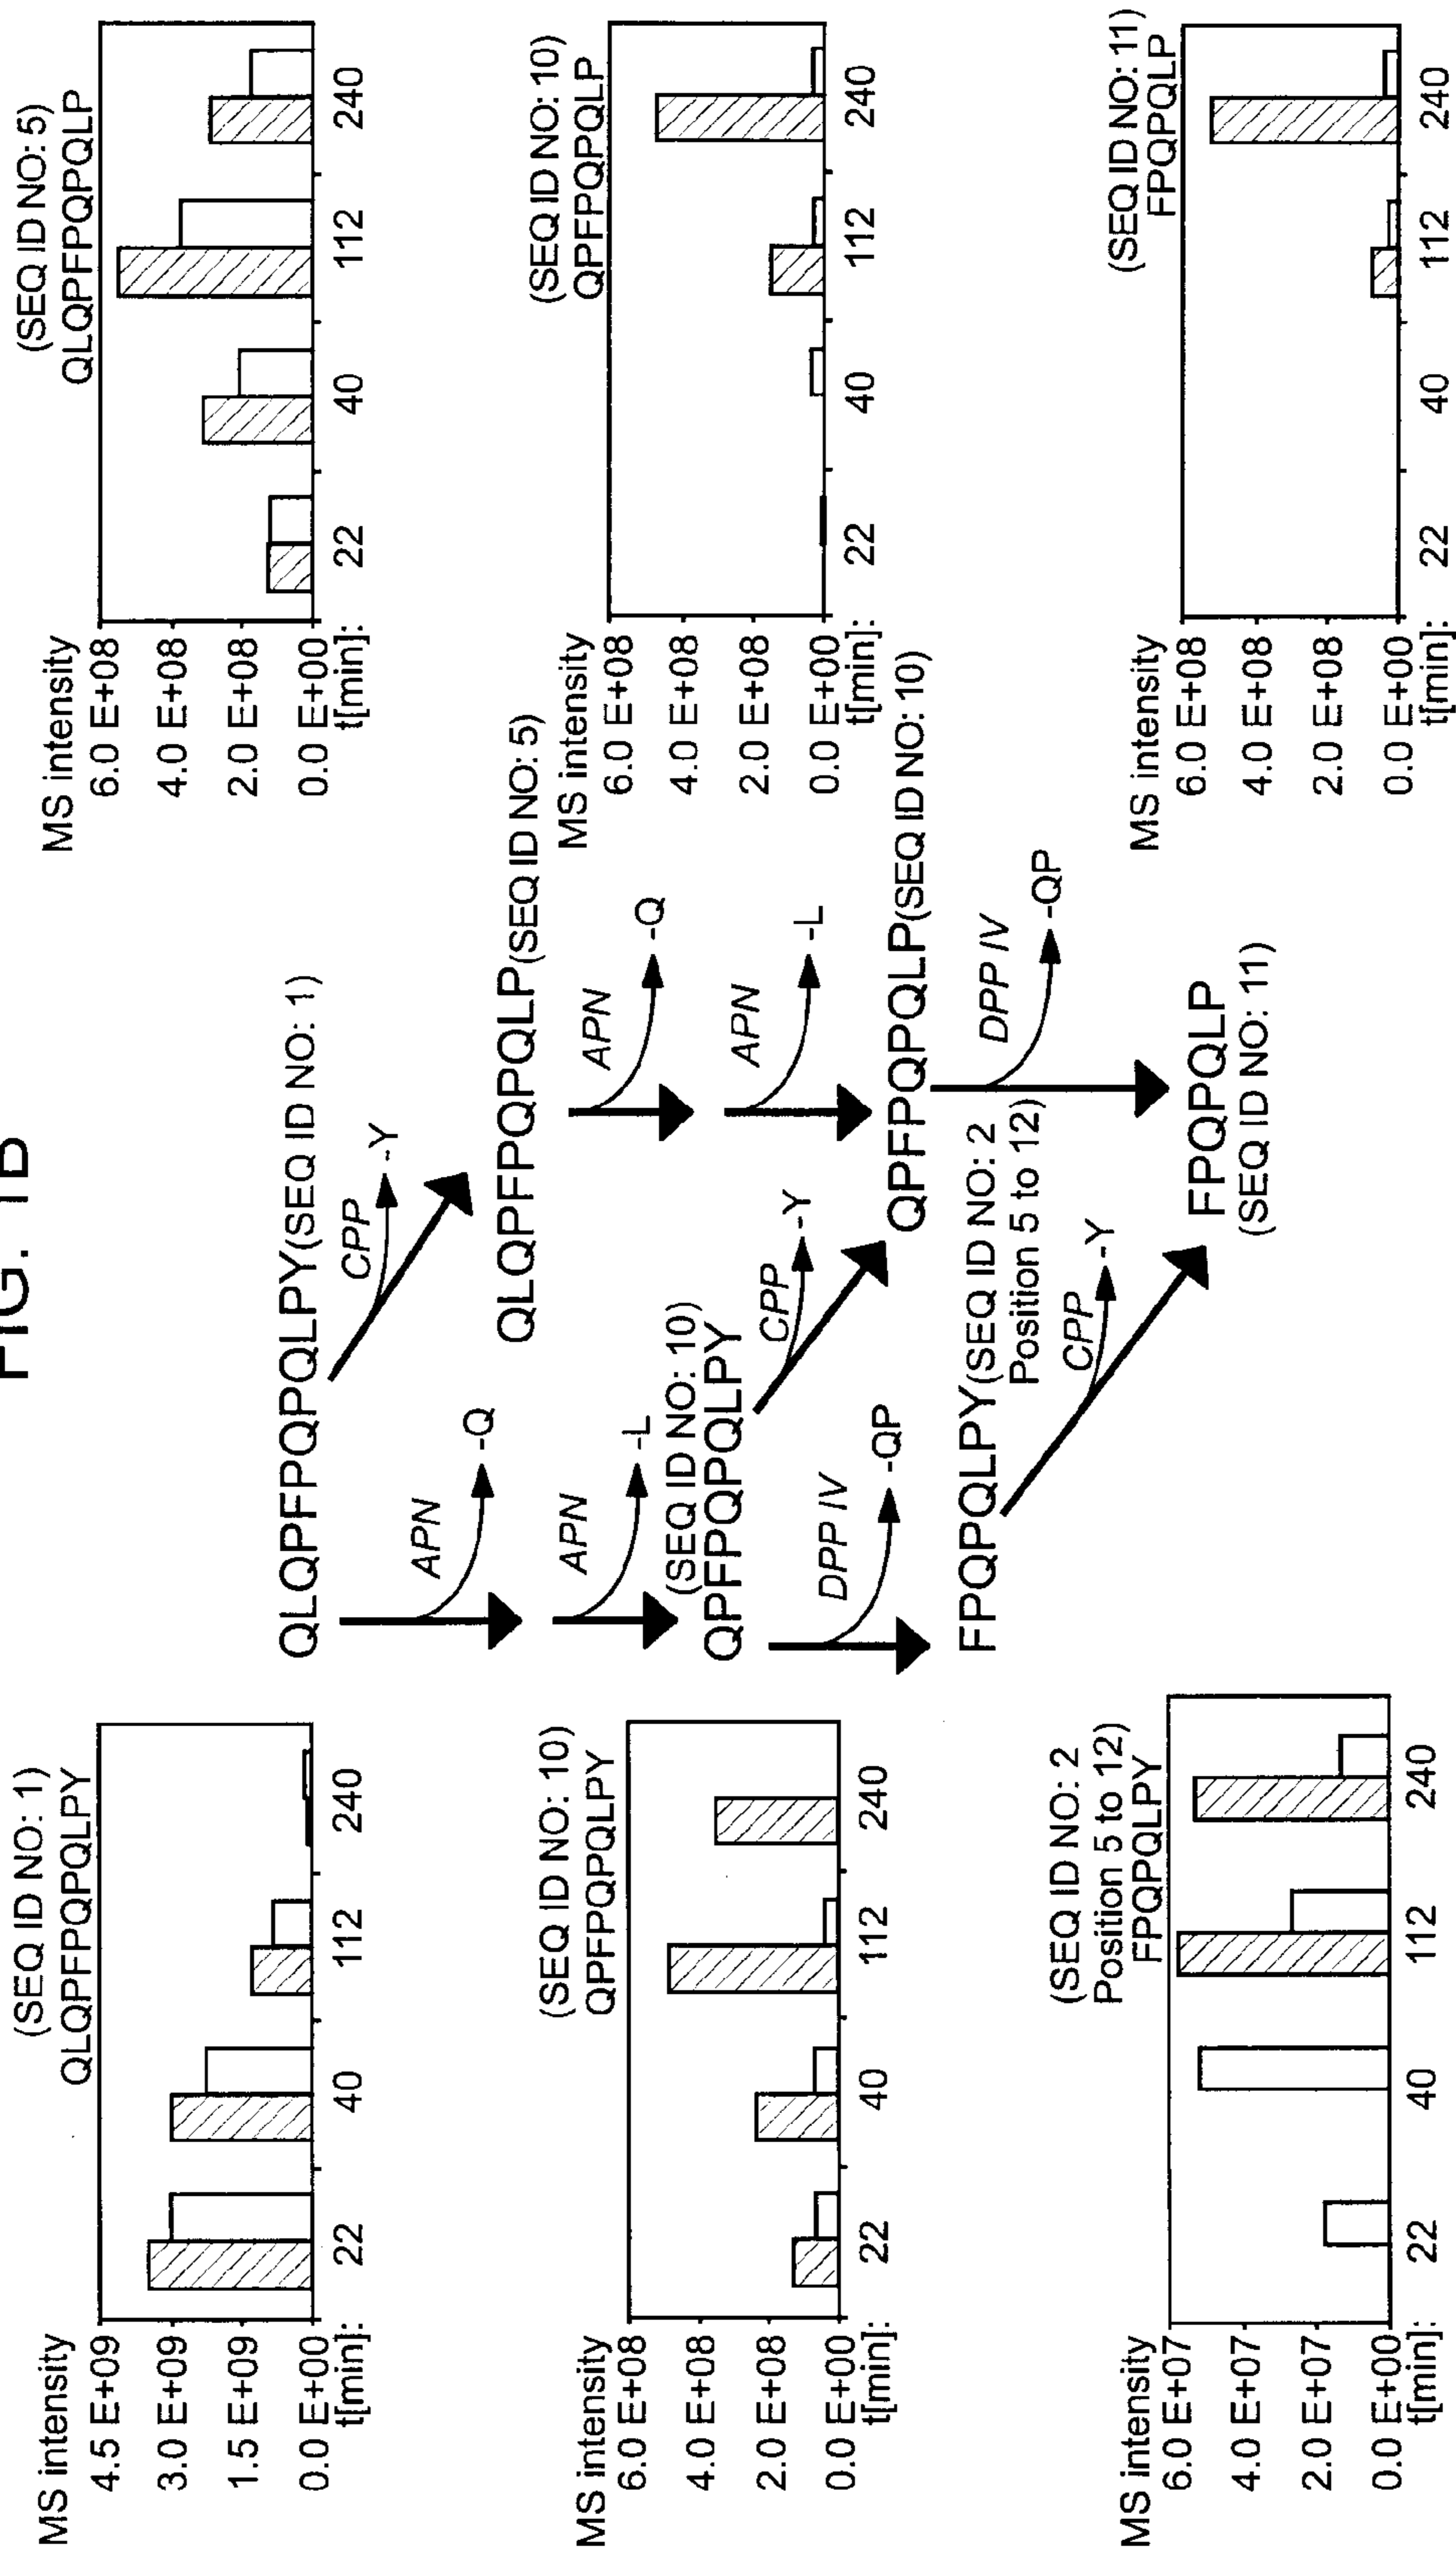 FIG. 1B
MS intensity
4.5 E+09
3.0 E+09
1.5 E+09
0.0 E+00
t[min]:
22
40
112
240
(SEQ ID NO: 1)
QLQPFPQPQLPY
MS intensity
6.0 E+08
4.0 E+08
2.0 E+08
0.0 E+00
t[min]:
22
40
112
240
(SEQ ID NO: 10)
QPFPQPQLPY
MS intensity
6.0 E+07
4.0 E+07
2.0 E+07
0.0 E+00
t[min]:
22
40
112
240
(SEQ ID NO: 2
Position 5 to 12)
FPQPQLPY
QLQPFPQPQLPY(SEQ ID NO: 1)
CPP
-Y
APN
-Q
APN
-L
QLQPFPQPQLP(SEQ ID NO: 5)
APN
-Q
APN
-L
(SEQ ID NO: 10)
QPFPQPQLPY
CPP
-Y
DPP IV
-QP
QPFPQPQLP(SEQ ID NO: 10)
DPP IV
-QP
FPQPQLPY(SEQ ID NO: 2
Position 5 to 12)
CPP
-Y
FPQPQLP
(SEQ ID NO: 11)
MS intensity
6.0 E+08
4.0 E+08
2.0 E+08
0.0 E+00
t[min]:
22
40
112
240
(SEQ ID NO: 5)
QLQPFPQPQLP
MS intensity
6.0 E+08
4.0 E+08
2.0 E+08
0.0 E+00
t[min]:
22
40
112
240
(SEQ ID NO: 10)
QPFPQPQLP
MS intensity
6.0 E+08
4.0 E+08
2.0 E+08
0.0 E+00
t[min]:
22
40
112
240
(SEQ ID NO: 11)
FPQPQLP